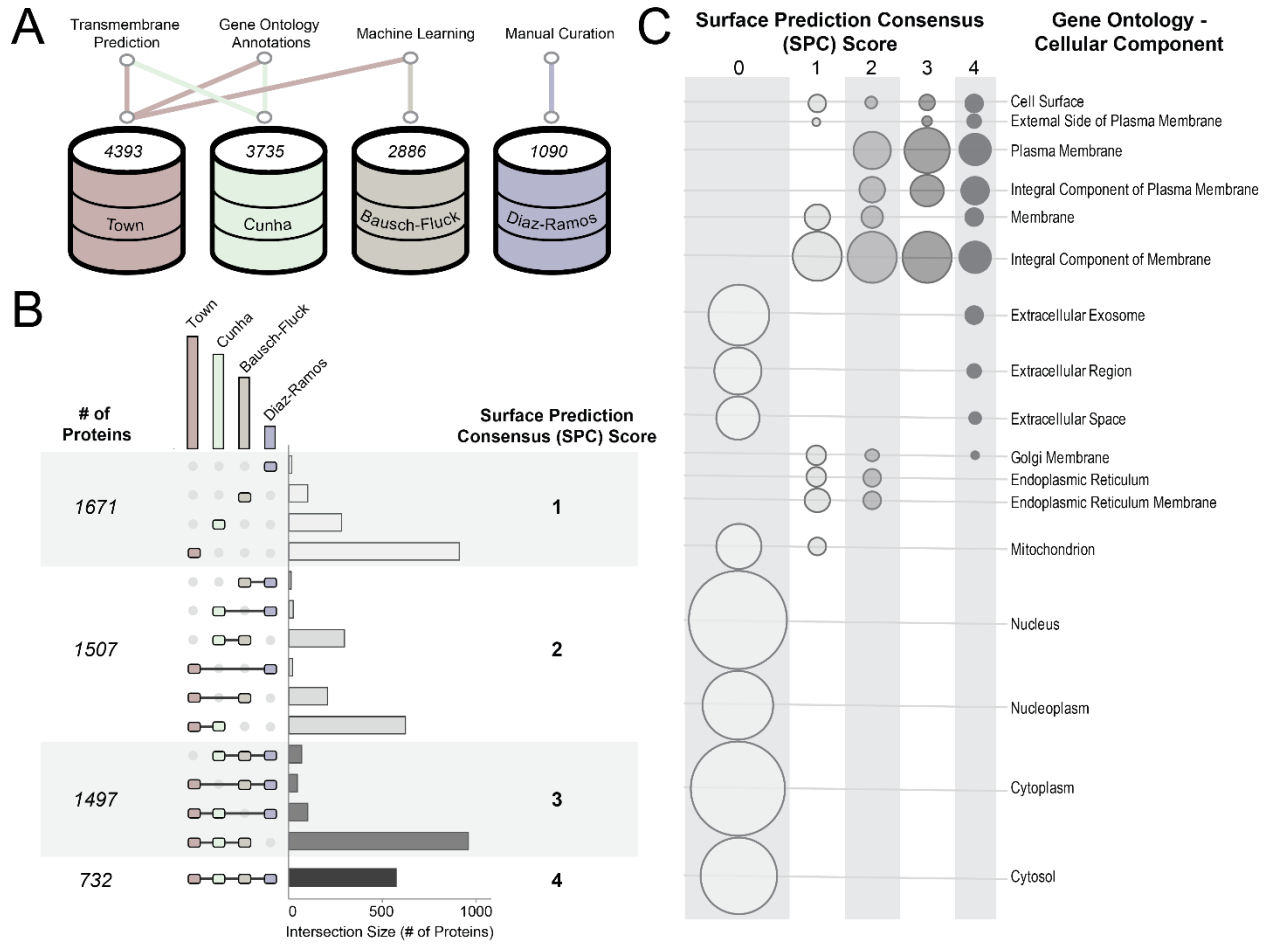 A
Transmembrane
Prediction
Gene Ontology
Annotations
Machine Learning
Manual Curation
4393
3735
2886
1090
Town
Cunha
Bausch-Fluck
Diaz-Ramos
B
Town
Cunha
Bausch-Fluck
Diaz-Ramos
# of
Proteins
Surface Prediction
Consensus (SPC) Score
1671
1
1507
2
1497
3
732
4
0
500
1000
Intersection Size (# of Proteins)
C
Surface Prediction Consensus
(SPC) Score
Gene Ontology -
Cellular Component
0
1
2
3
4
Cell Surface
External Side of Plasma Membrane
Plasma Membrane
Integral Component of Plasma Membrane
Membrane
Integral Component of Membrane
Extracellular Exosome
Extracellular Region
Extracellular Space
Golgi Membrane
Endoplasmic Reticulum
Endoplasmic Reticulum Membrane
Mitochondrion
Nucleus
Nucleoplasm
Cytoplasm
Cytosol